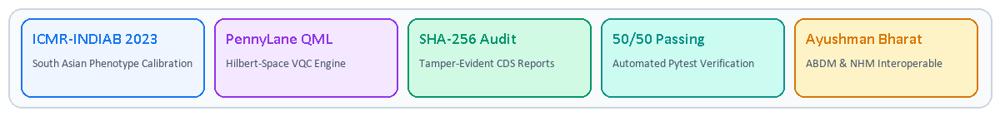 ICMR-INDIAB 2023
South Asian Phenotype Calibration
PennyLane QML
Hilbert-Space VQC Engine
SHA-256 Audit
Tamper-Evident CDS Reports
50/50 Passing
Automated Pytest Verification
Ayushman Bharat
ABDM & NHM Interoperable